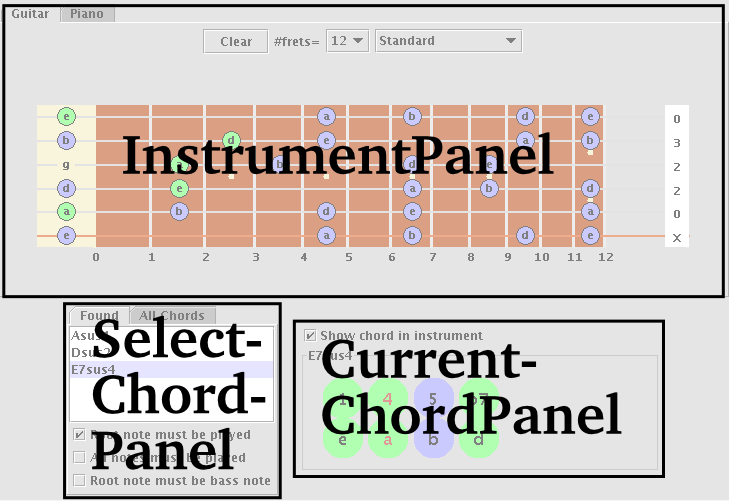 Guitar Piano
Clear #frets= 12 Standard
e a b d e 0
b d e a b 3
g b d e 2
d e a b d 2
a b d e a 0
e a b d e x
InstrumentPanel
0 1 2 3 4 5 6 7 8 9 10 11 12
Found All Chords
Dsus2
E7sus4
Select-
Chord-
Panel
Root note must be played
All notes must be played
Root note must be bass note
Show chord in instrument
E7sus4
1 4 5 b7
e a b d
Current-
ChordPanel